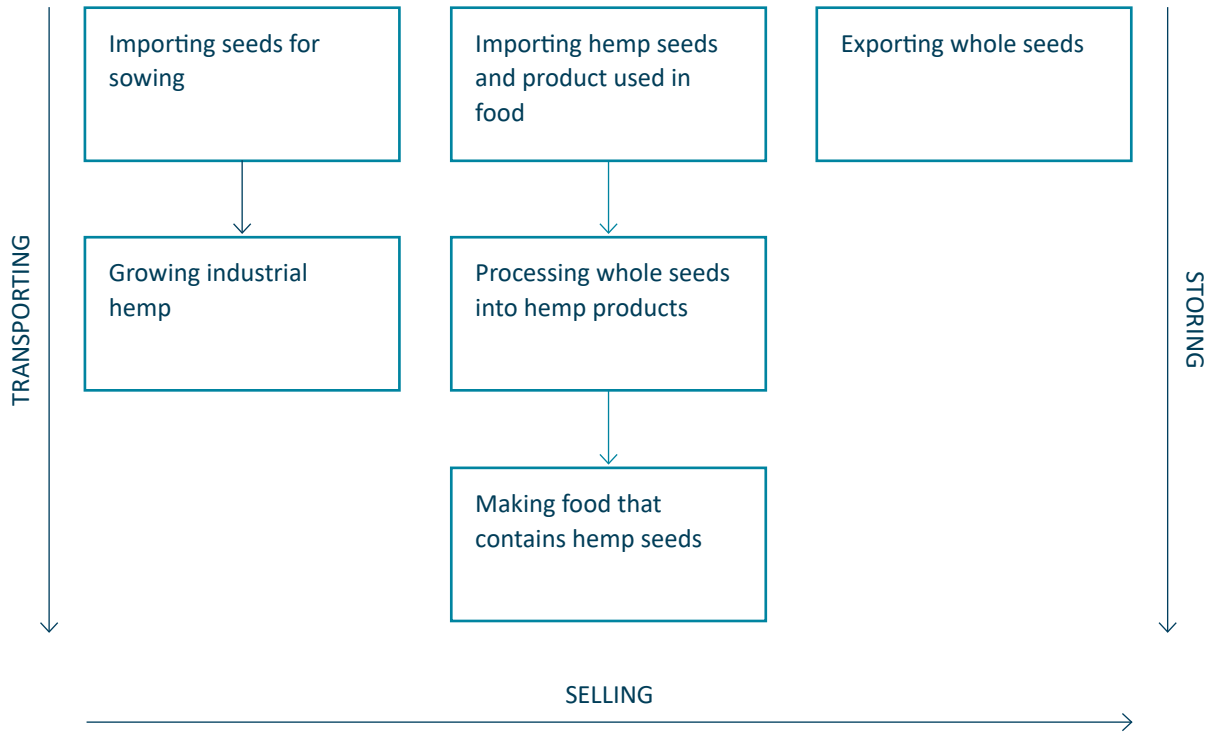 Importing seeds for
sowing
Importing hemp seeds
and product used in
food
Exporting whole seeds
TRANSPORTING
Growing industrial
hemp
Processing whole seeds
into hemp products
STORING
Making food that
contains hemp seeds
SELLING